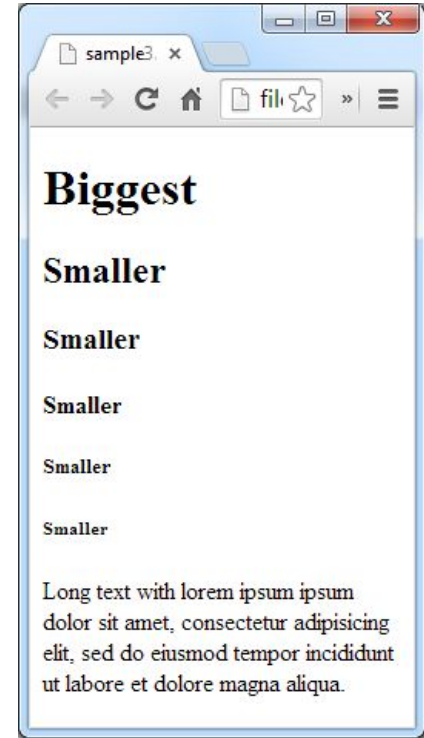 sample3.
file
Biggest
Smaller
Smaller
Smaller
Smaller
Smaller
Long text with lorem ipsum ipsum
dolor sit amet, consectetur adipisicing
elit, sed do eiusmod tempor incididunt
ut labore et dolore magna aliqua.